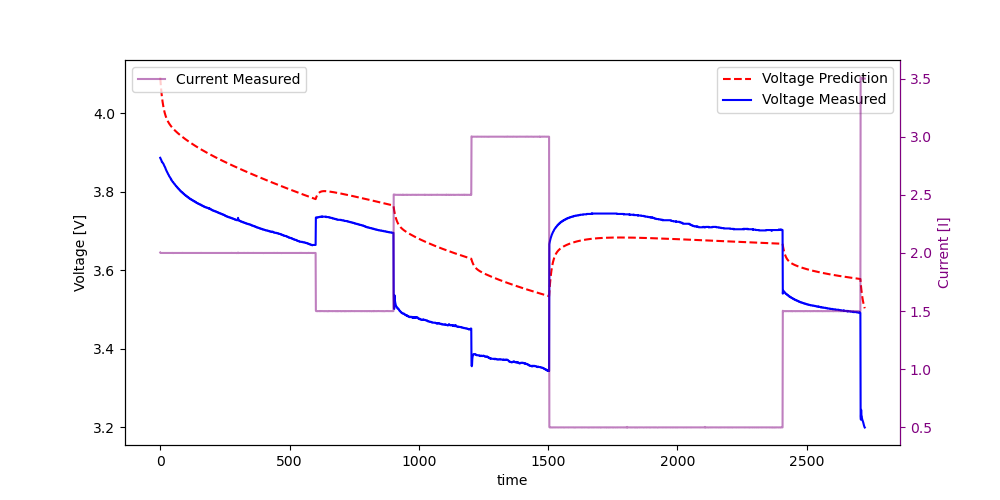 Current Measured
Voltage Prediction
Voltage Measured
Voltage [V]
4.0
3.8
3.6
3.4
3.2
3.5
3.0
2.5
2.0
1.5
1.0
0.5
Current [I]
0 500 1000 1500 2000 2500
time